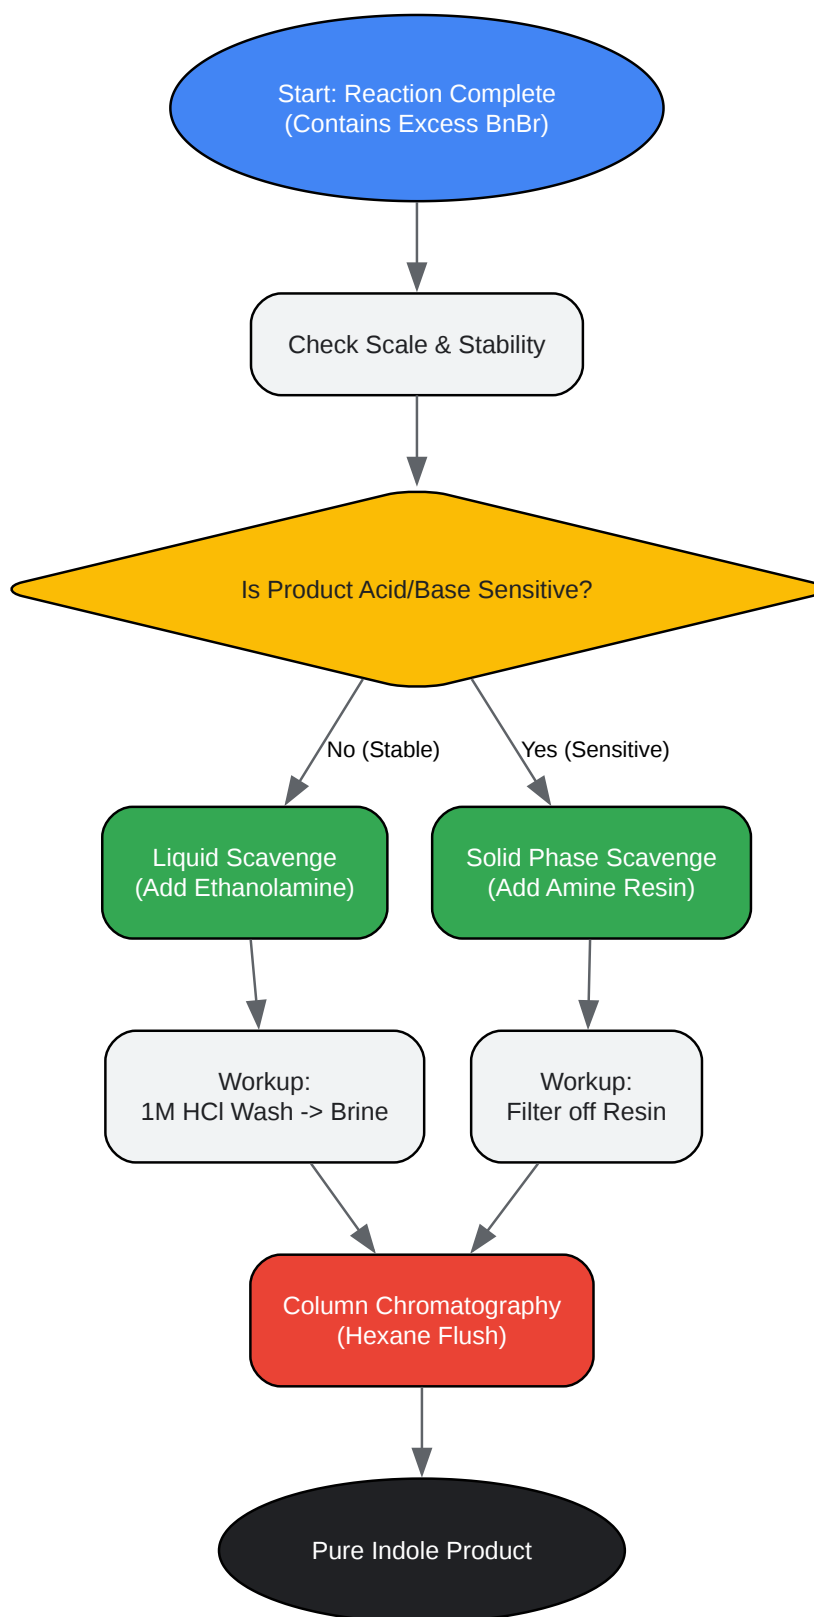 Start: Reaction Complete
(Contains Excess BnBr)
Check Scale & Stability
Is Product Acid/Base Sensitive?
No (Stable)
Yes (Sensitive)
Liquid Scavenge
(Add Ethanolamine)
Solid Phase Scavenge
(Add Amine Resin)
Workup:
1M HCl Wash -> Brine
Workup:
Filter off Resin
Column Chromatography
(Hexane Flush)
Pure Indole Product